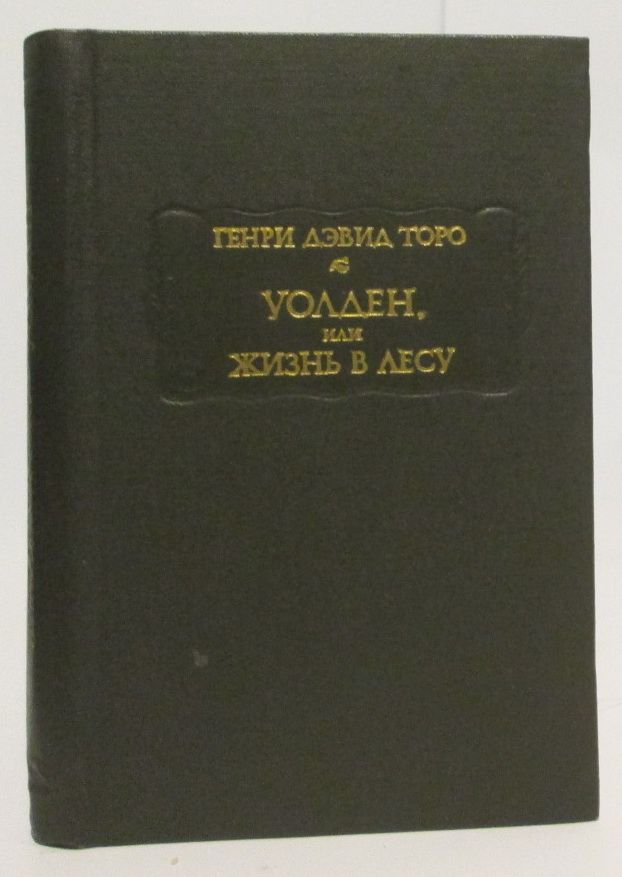 ГЕНРИ ДЭВИД ТОРО
УОЛДЕН,
ИЛИ
ЖИЗНЬ В ЛЕСУ